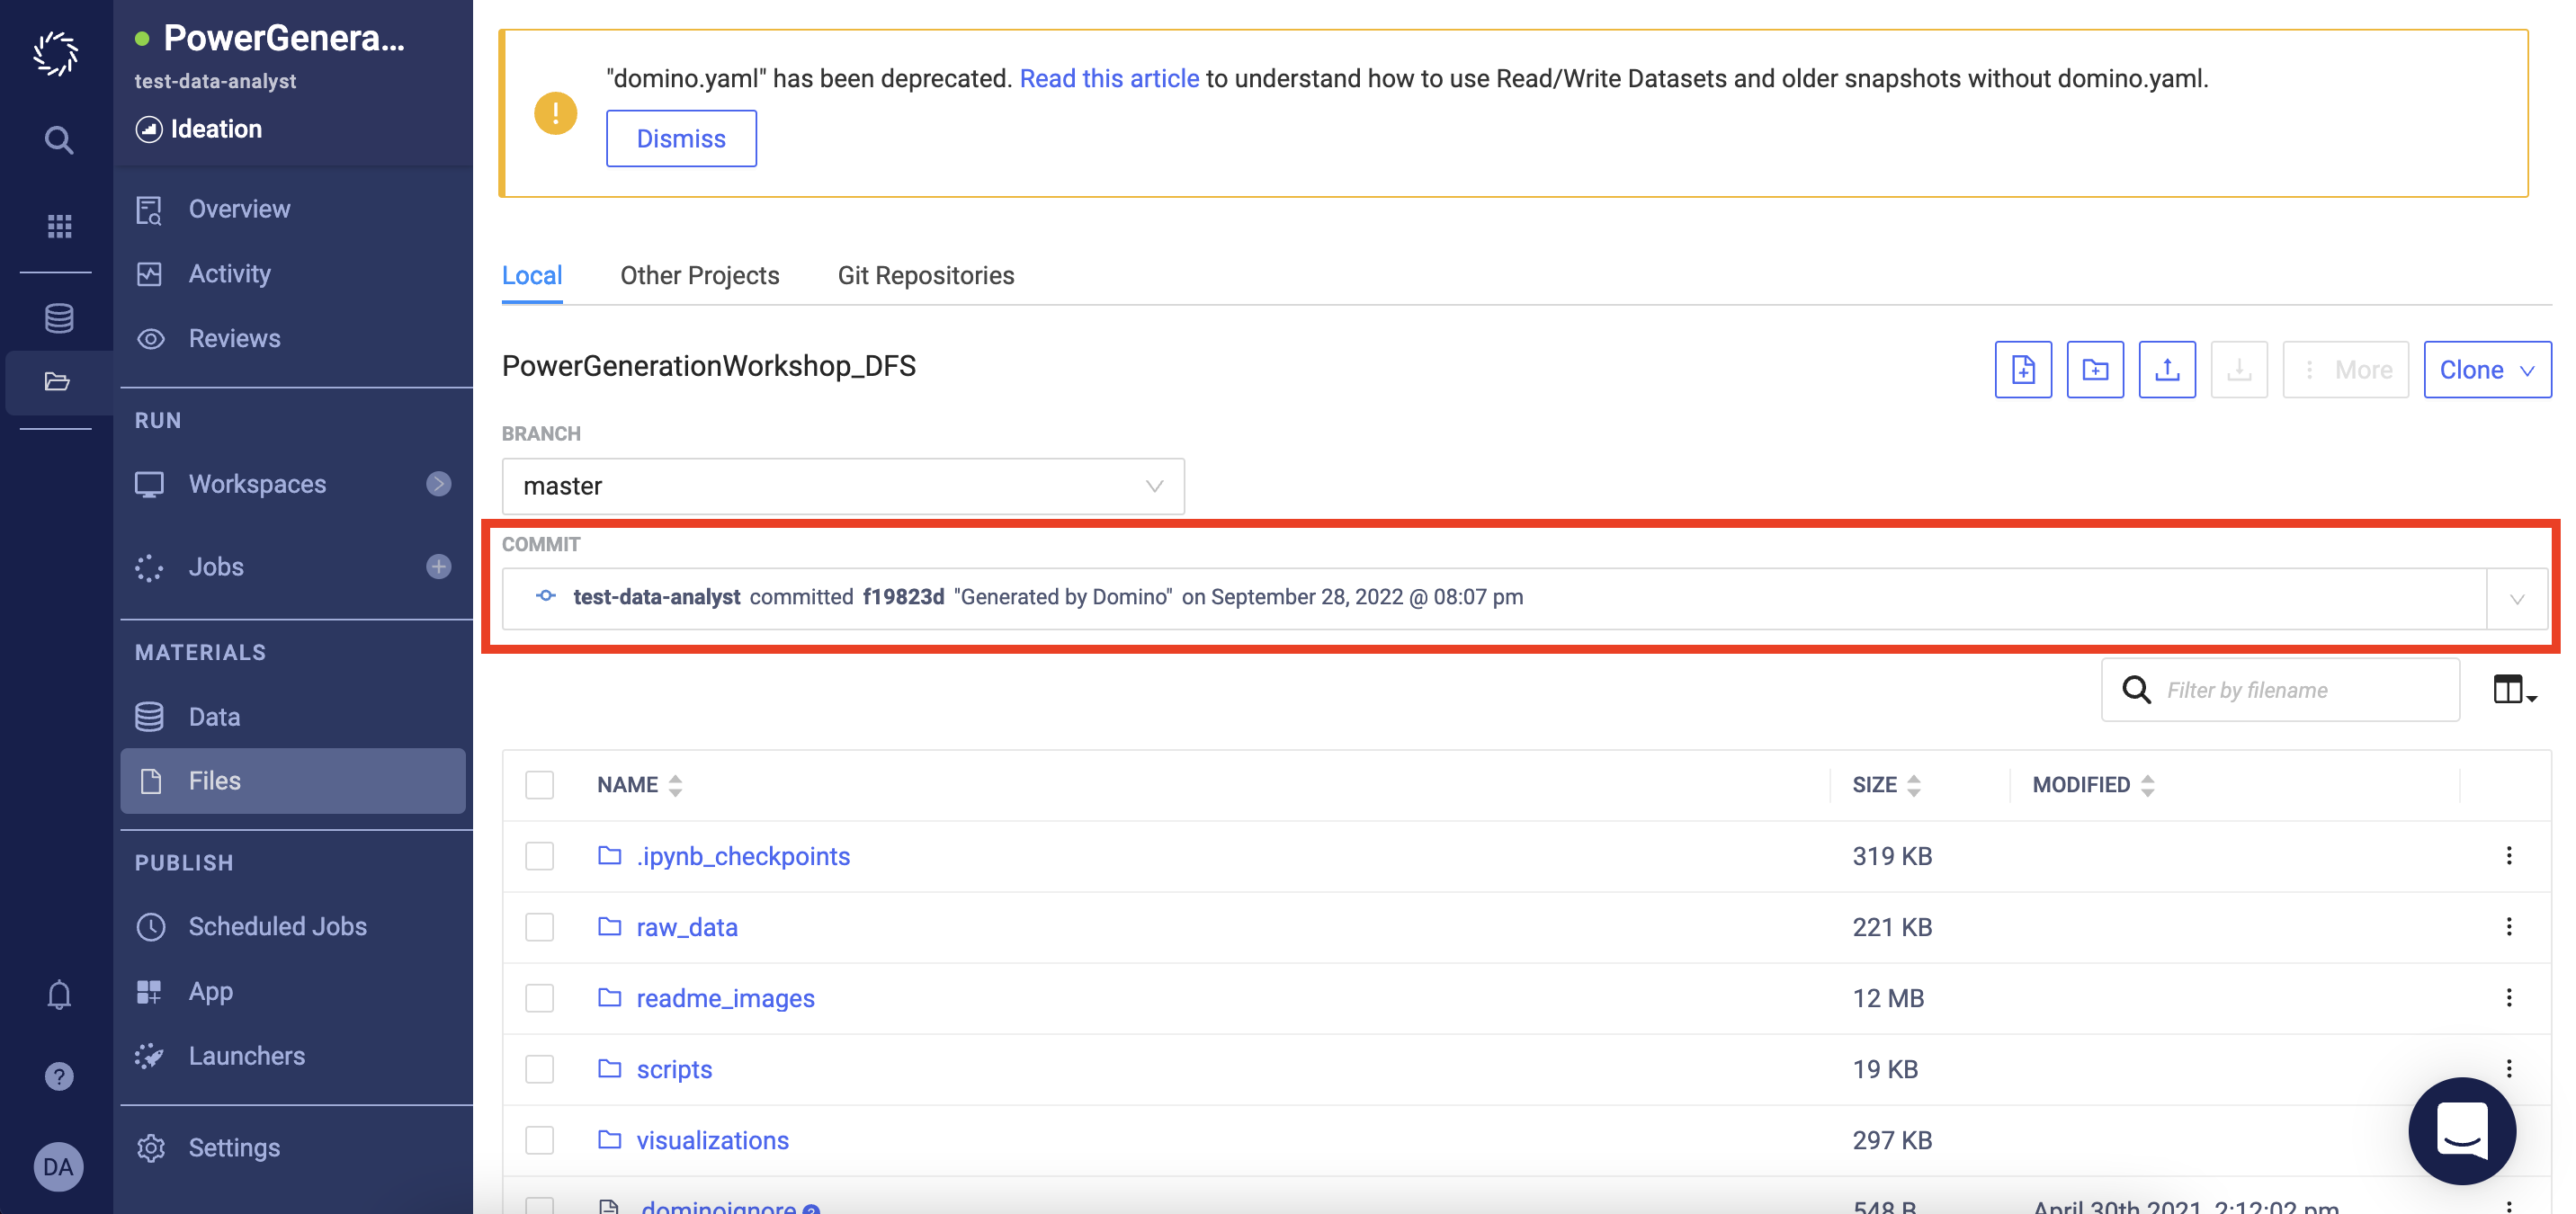 PowerGenera...
test-data-analyst
Ideation
Overview
Activity
Reviews
RUN
Workspaces
Jobs
MATERIALS
Data
Files
PUBLISH
Scheduled Jobs
App
Launchers
Settings
?
DA
!
"domino.yaml" has been deprecated. Read this article to understand how to use Read/Write Datasets and older snapshots without domino.yaml.
Dismiss
Local Other Projects Git Repositories
PowerGenerationWorkshop_DFS
More
Clone
BRANCH
master
COMMIT
test-data-analyst committed f19823d "Generated by Domino" on September 28, 2022 @ 08:07 pm
Filter by filename
NAME SIZE MODIFIED
.ipynb_checkpoints 319 KB
raw_data 221 KB
readme_images 12 MB
scripts 19 KB
visualizations 297 KB
.dominoignore ? 548 B April 30th 2021, 2:12:02 pm